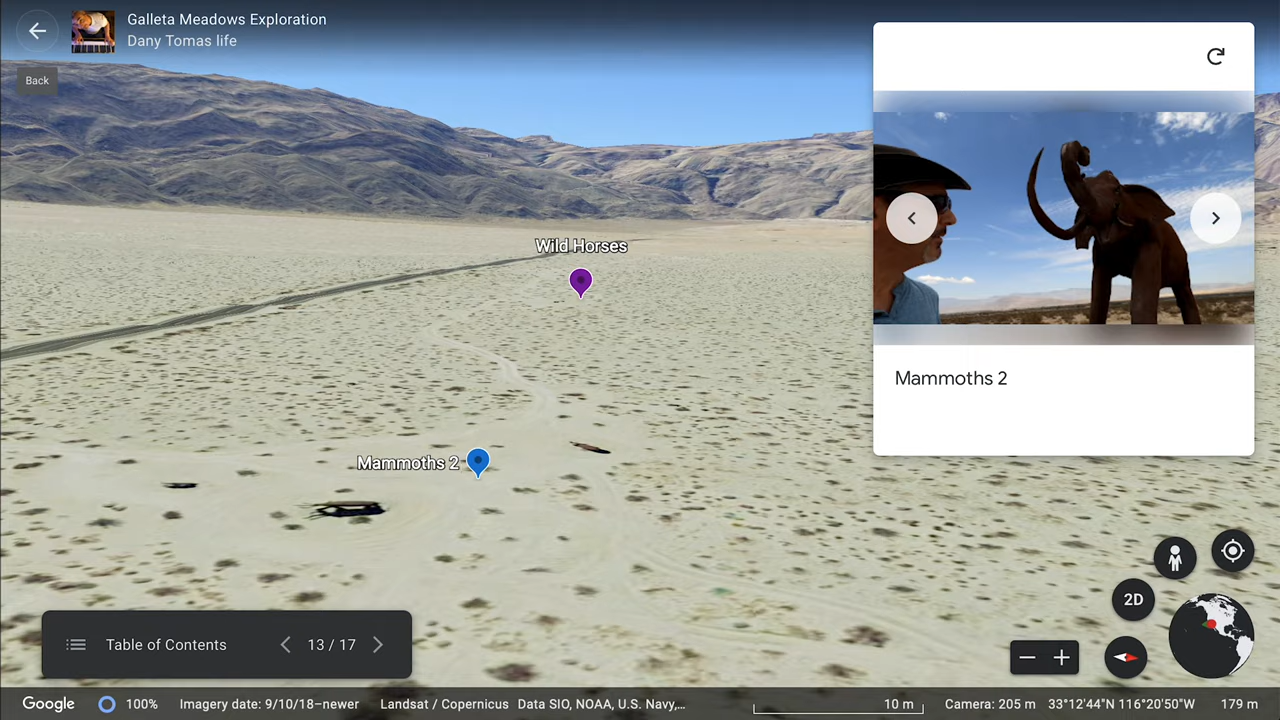 Galleta Meadows Exploration
Dany Tomas life
Back
Wild Horses
Mammoths 2
Mammoths 2
Table of Contents
13 / 17
2D
Google
100%
Imagery date: 9/10/18–newer
Landsat / Copernicus
Data SIO, NOAA, U.S. Navy,...
10 m
Camera: 205 m
33°12'44"N 116°20'50"W
179 m